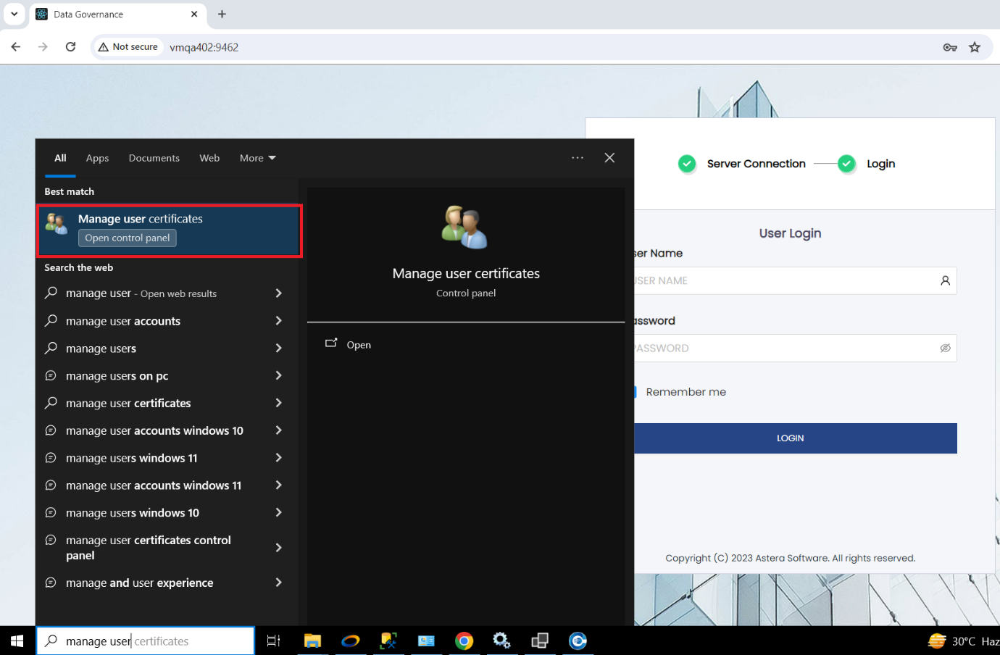 Data Governance
Not secure
vmqa402:9462
All
Apps
Documents
Web
More
Best match
Manage user certificates
Open control panel
Search the web
manage user - Open web results
manage user accounts
manage users
manage users on pc
manage user certificates
manage user accounts windows 10
manage users windows 11
manage user accounts windows 11
manage users windows 10
manage user certificates control
panel
manage and user experience
Manage user certificates
Control panel
Open
Server Connection
Login
User Login
ser Name
SER NAME
assword
PASSWORD
Remember me
LOGIN
Copyright (C) 2023 Astera Software. All rights reserved.
manage user certificates
30°C Haz